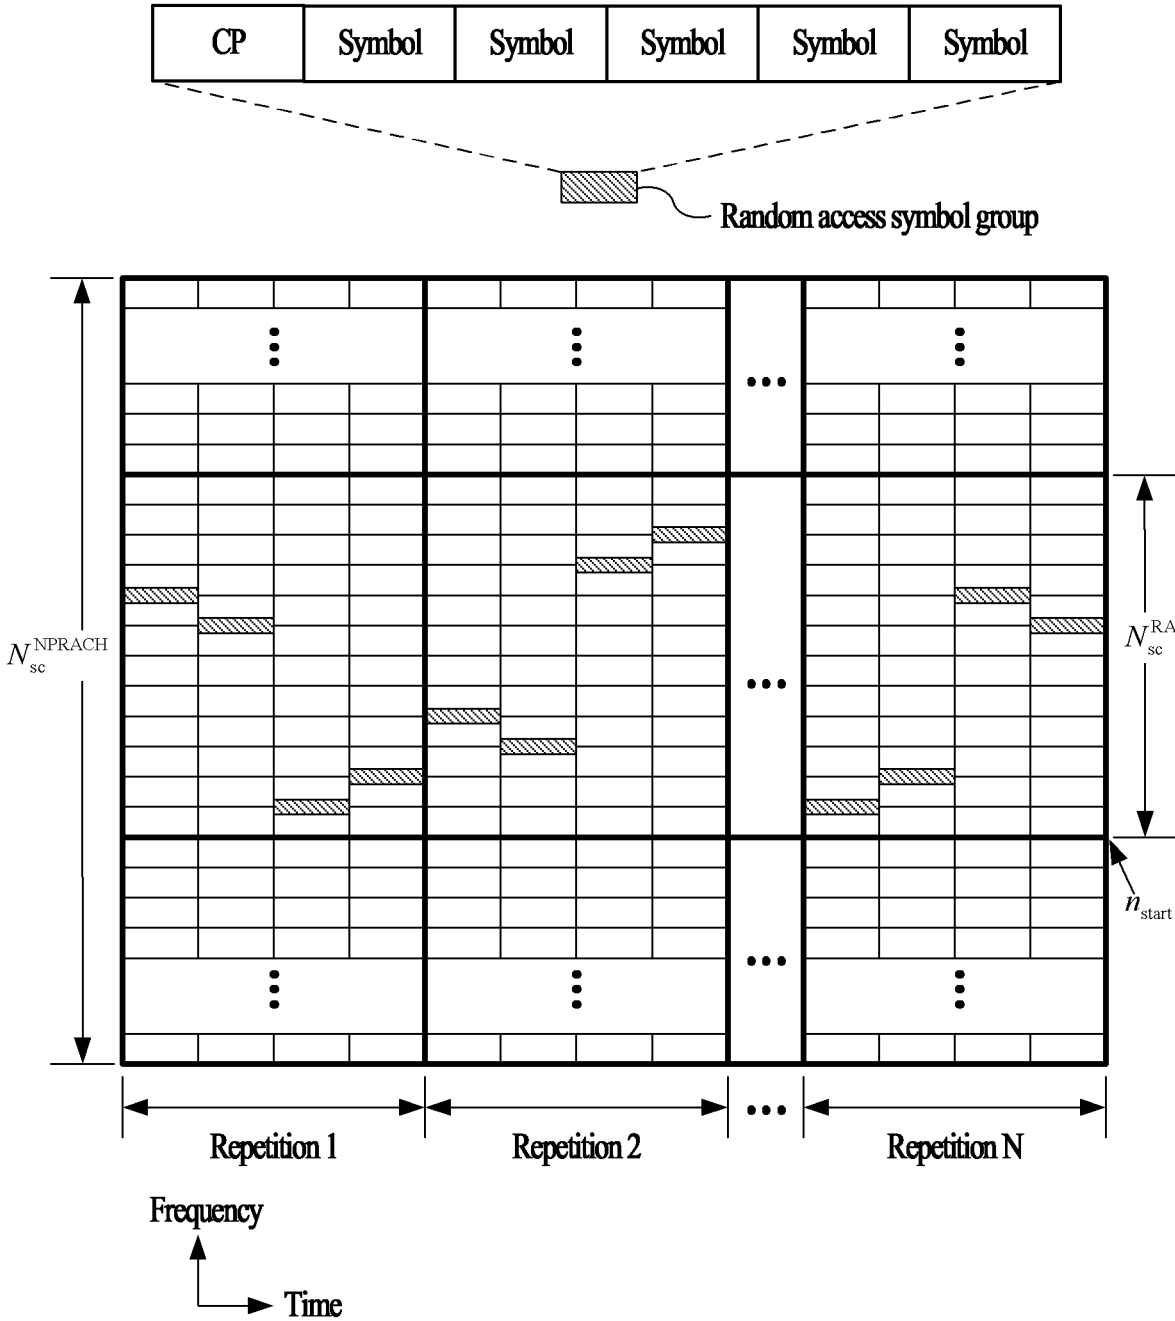 CP Symbol Symbol Symbol Symbol Symbol
Random access symbol group
N_sc^NPRACH
N_sc^RA
n_start
Repetition 1 Repetition 2 Repetition N
Frequency
Time